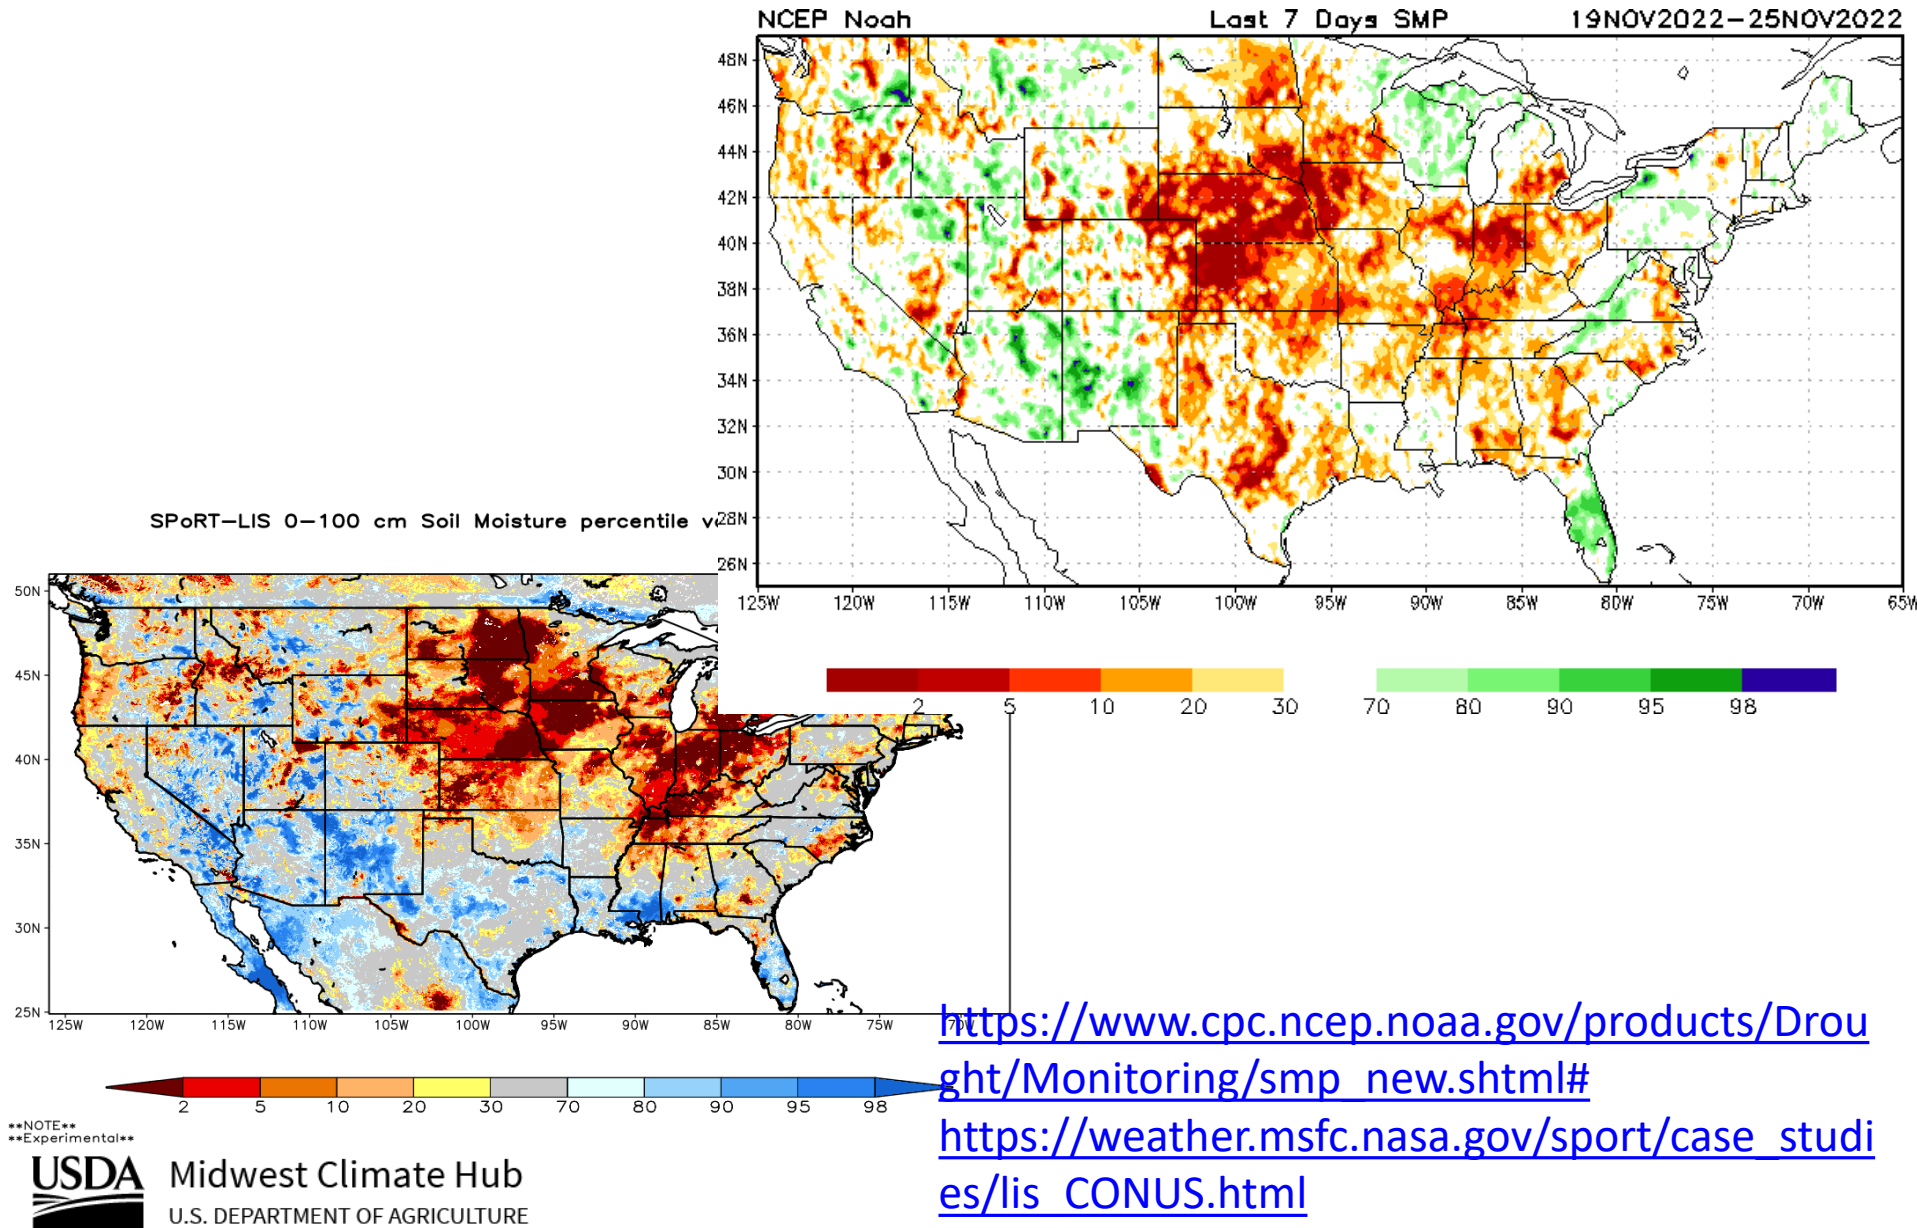 NCEP Noah Last 7 Days SMP 19NOV2022-25NOV2022
48N
46N
44N
42N
40N
38N
36N
34N
32N
30N
28N
26N
125W 120W 115W 110W 105W 100W 95W 90W 85W 80W 75W 70W 65W
2 5 10 20 30 70 80 90 95 98
SPoRT-LIS 0-100 cm Soil Moisture percentile
50N
45N
40N
35N
30N
25N
125W 120W 115W 110W 105W 100W 95W 90W 85W 80W 75W 70W
2 5 10 20 30 70 80 90 95 98
**NOTE**
**Experimental**
USDA Midwest Climate Hub
U.S. DEPARTMENT OF AGRICULTURE
https://www.cpc.ncep.noaa.gov/products/Drou
ght/Monitoring/smp_new.shtml#
https://weather.msfc.nasa.gov/sport/case_studi
es/lis_CONUS.html